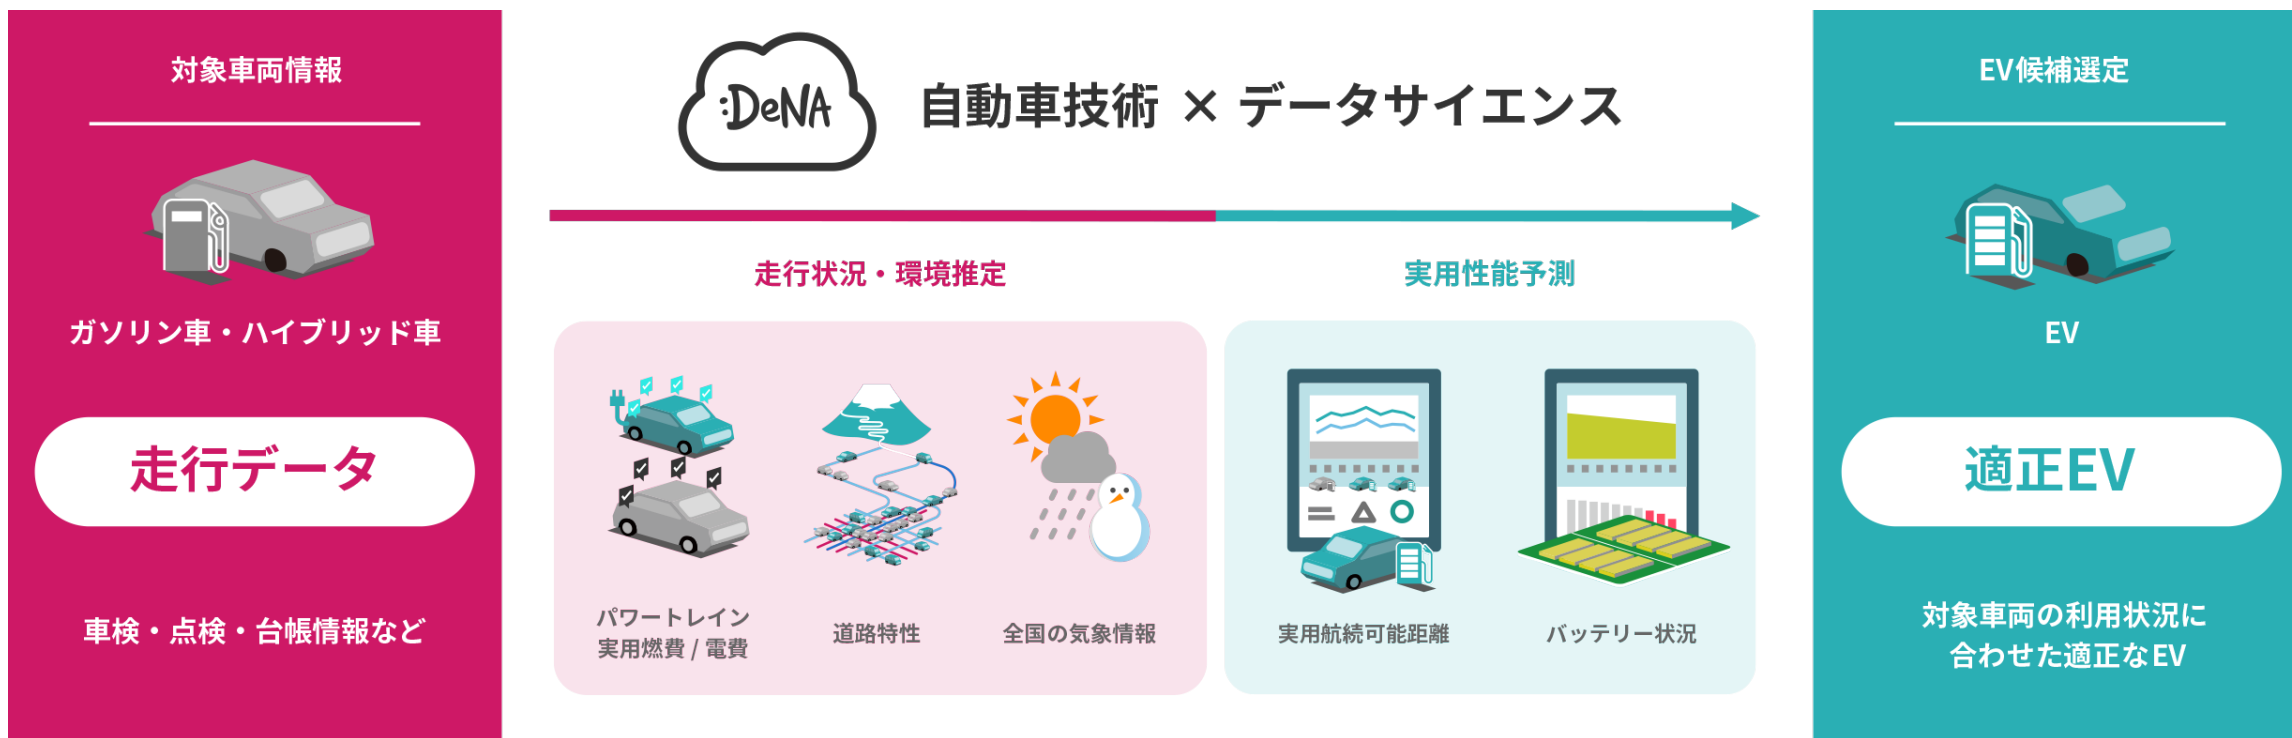 対象車両情報
ガソリン車・ハイブリッド車
走行データ
車検・点検・台帳情報など
:DeNA
自動車技術 × データサイエンス
走行状況・環境推定
パワートレイン
実用燃費 / 電費
道路特性
全国の気象情報
実用性能予測
実用航続可能距離
バッテリー状況
EV候補選定
EV
適正EV
対象車両の利用状況に
合わせた適正なEV